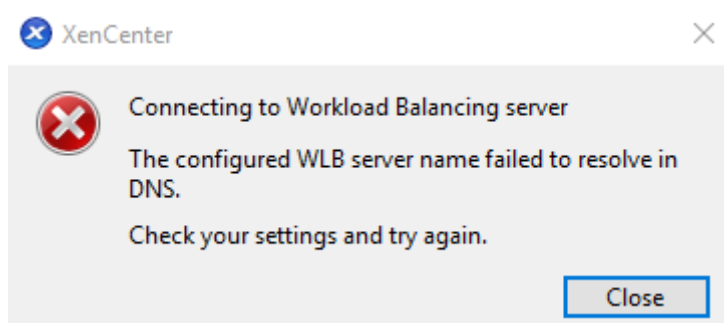 XenCenter
Connecting to Workload Balancing server
The configured WLB server name failed to resolve in
DNS.
Check your settings and try again.
Close